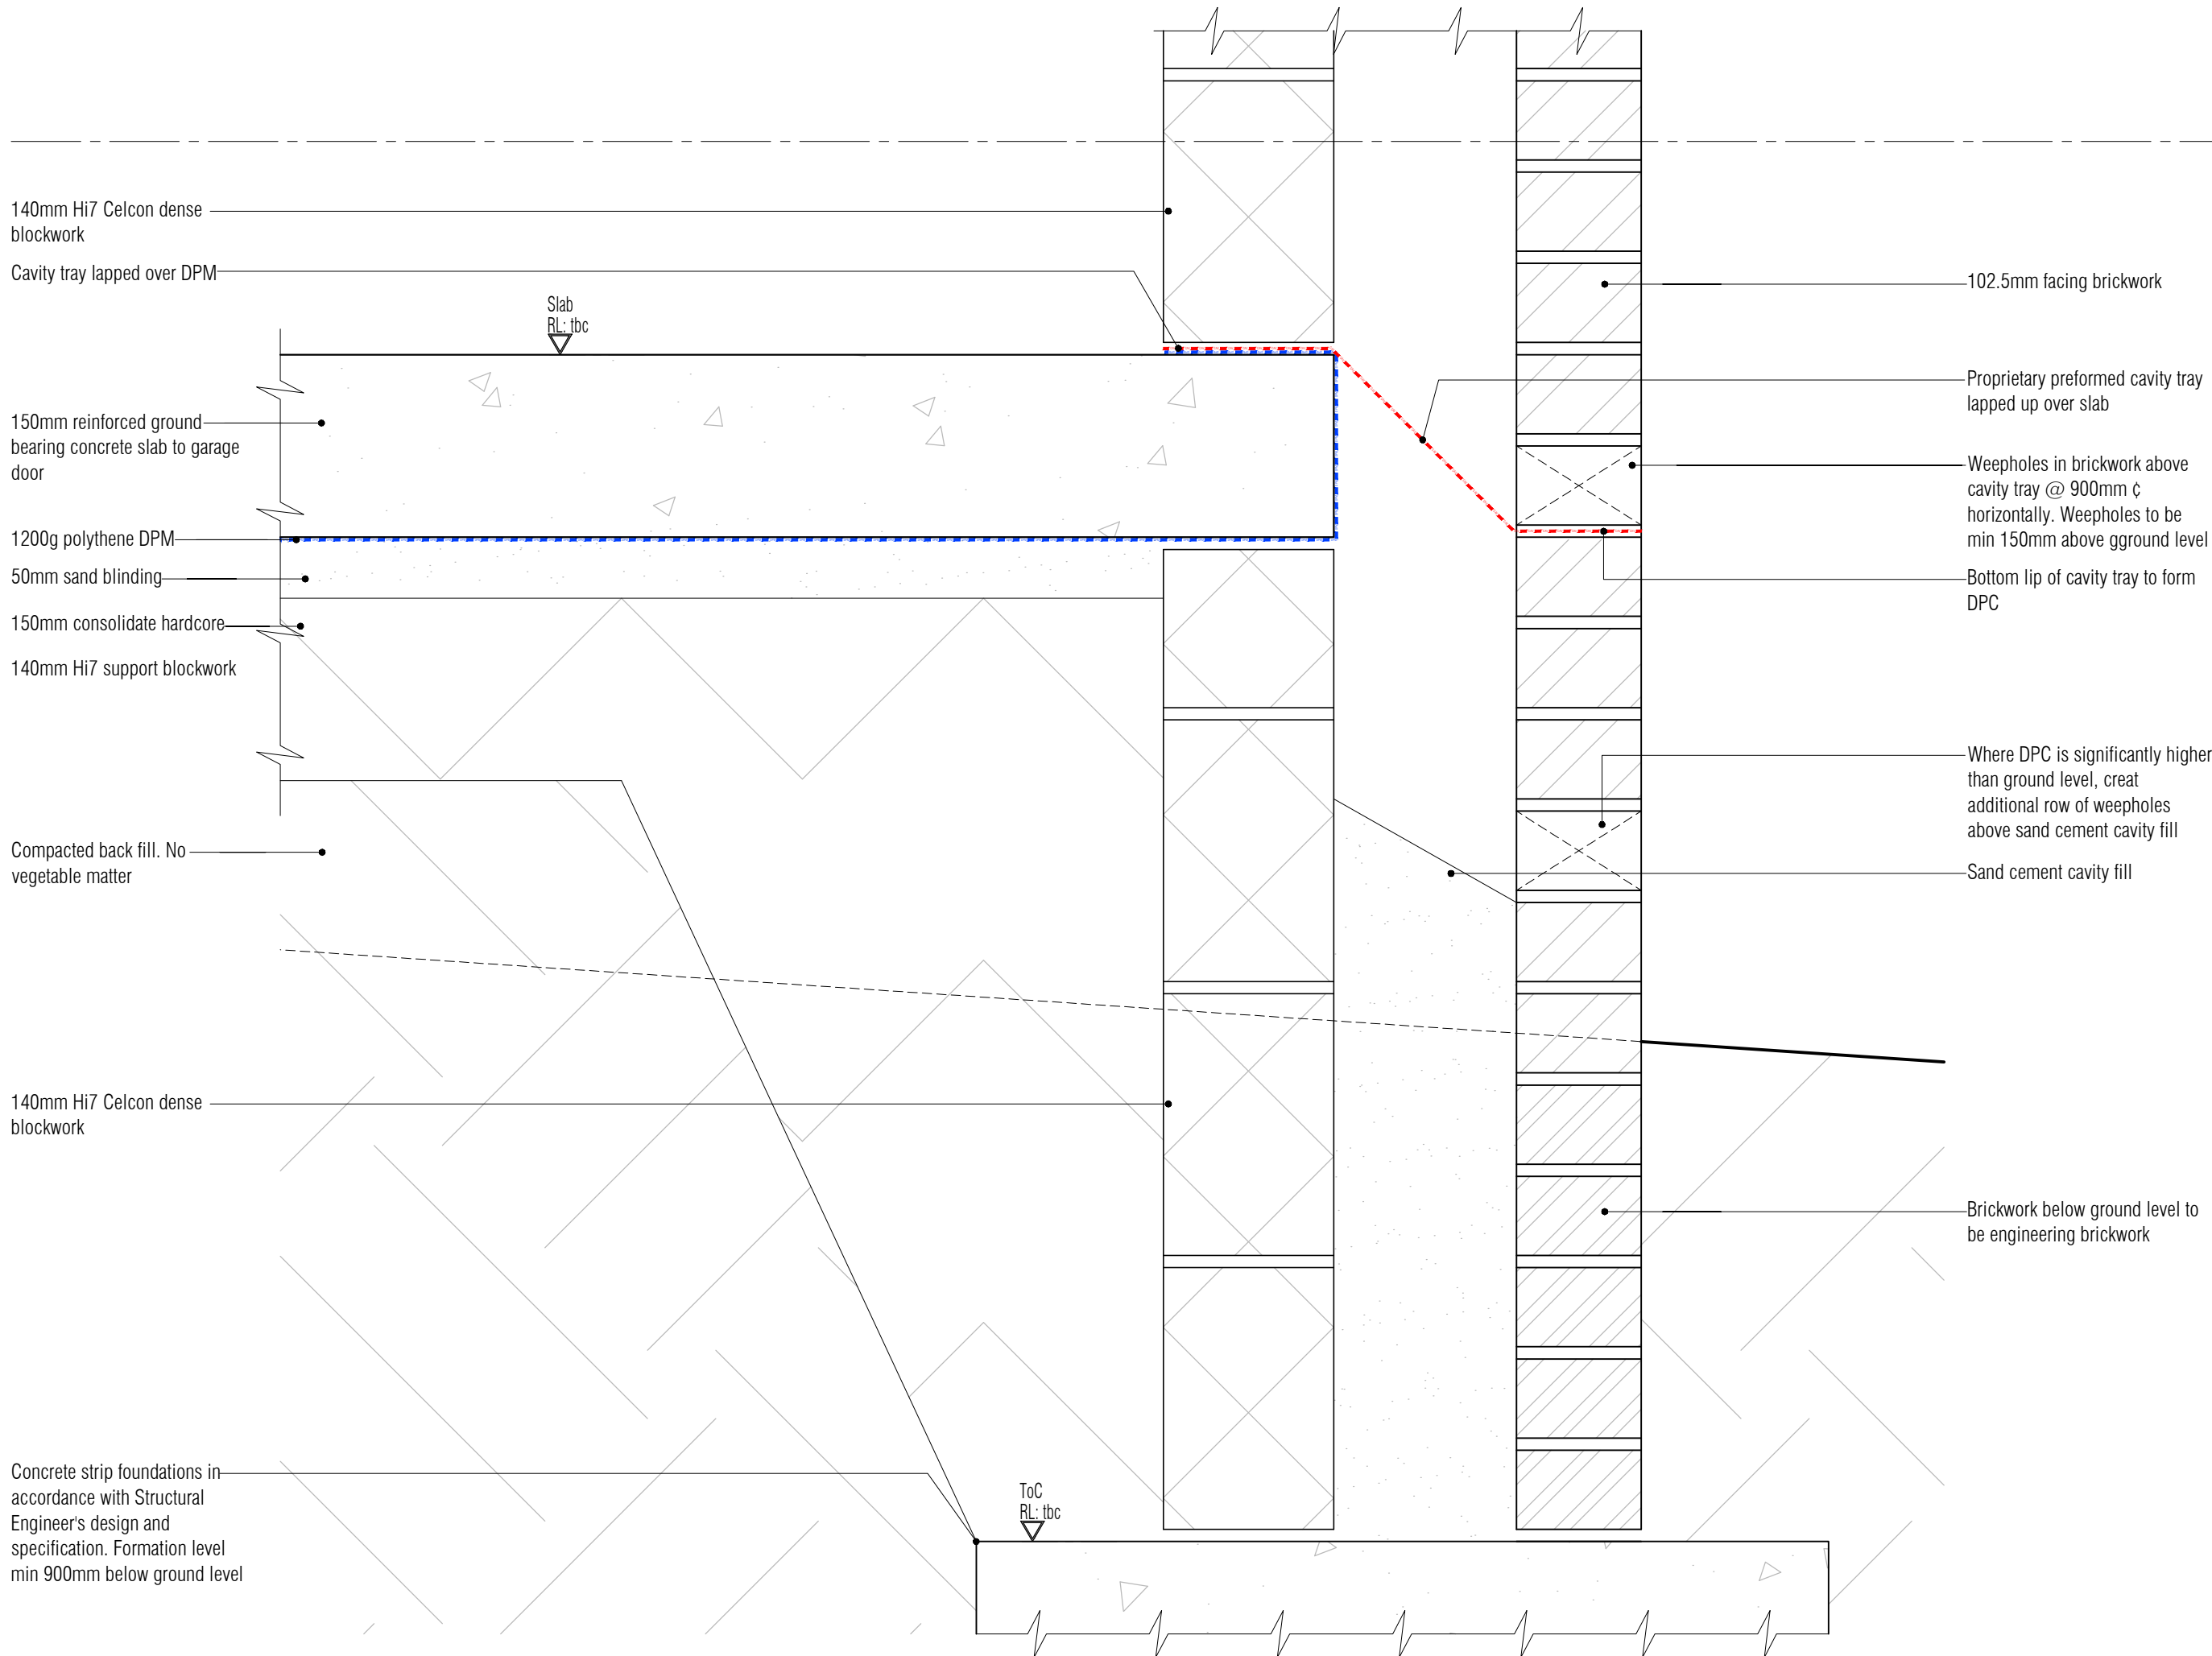 140mm Hi7 Celcon dense
blockwork
Cavity tray lapped over DPM
Slab
RL: tbc
150mm reinforced ground
bearing concrete slab to garage
door
1200g polythene DPM
50mm sand blinding
150mm consolidate hardcore
140mm Hi7 support blockwork
Compacted back fill. No
vegetable matter
140mm Hi7 Celcon dense
blockwork
Concrete strip foundations in
accordance with Structural
Engineer's design and
specification. Formation level
min 900mm below ground level
ToC
RL: tbc
102.5mm facing brickwork
Proprietary preformed cavity tray
lapped up over slab
Weepholes in brickwork above
cavity tray @ 900mm ¢
horizontally. Weepholes to be
min 150mm above gground level
Bottom lip of cavity tray to form
DPC
Where DPC is significantly higher
than ground level, creat
additional row of weepholes
above sand cement cavity fill
Sand cement cavity fill
Brickwork below ground level to
be engineering brickwork